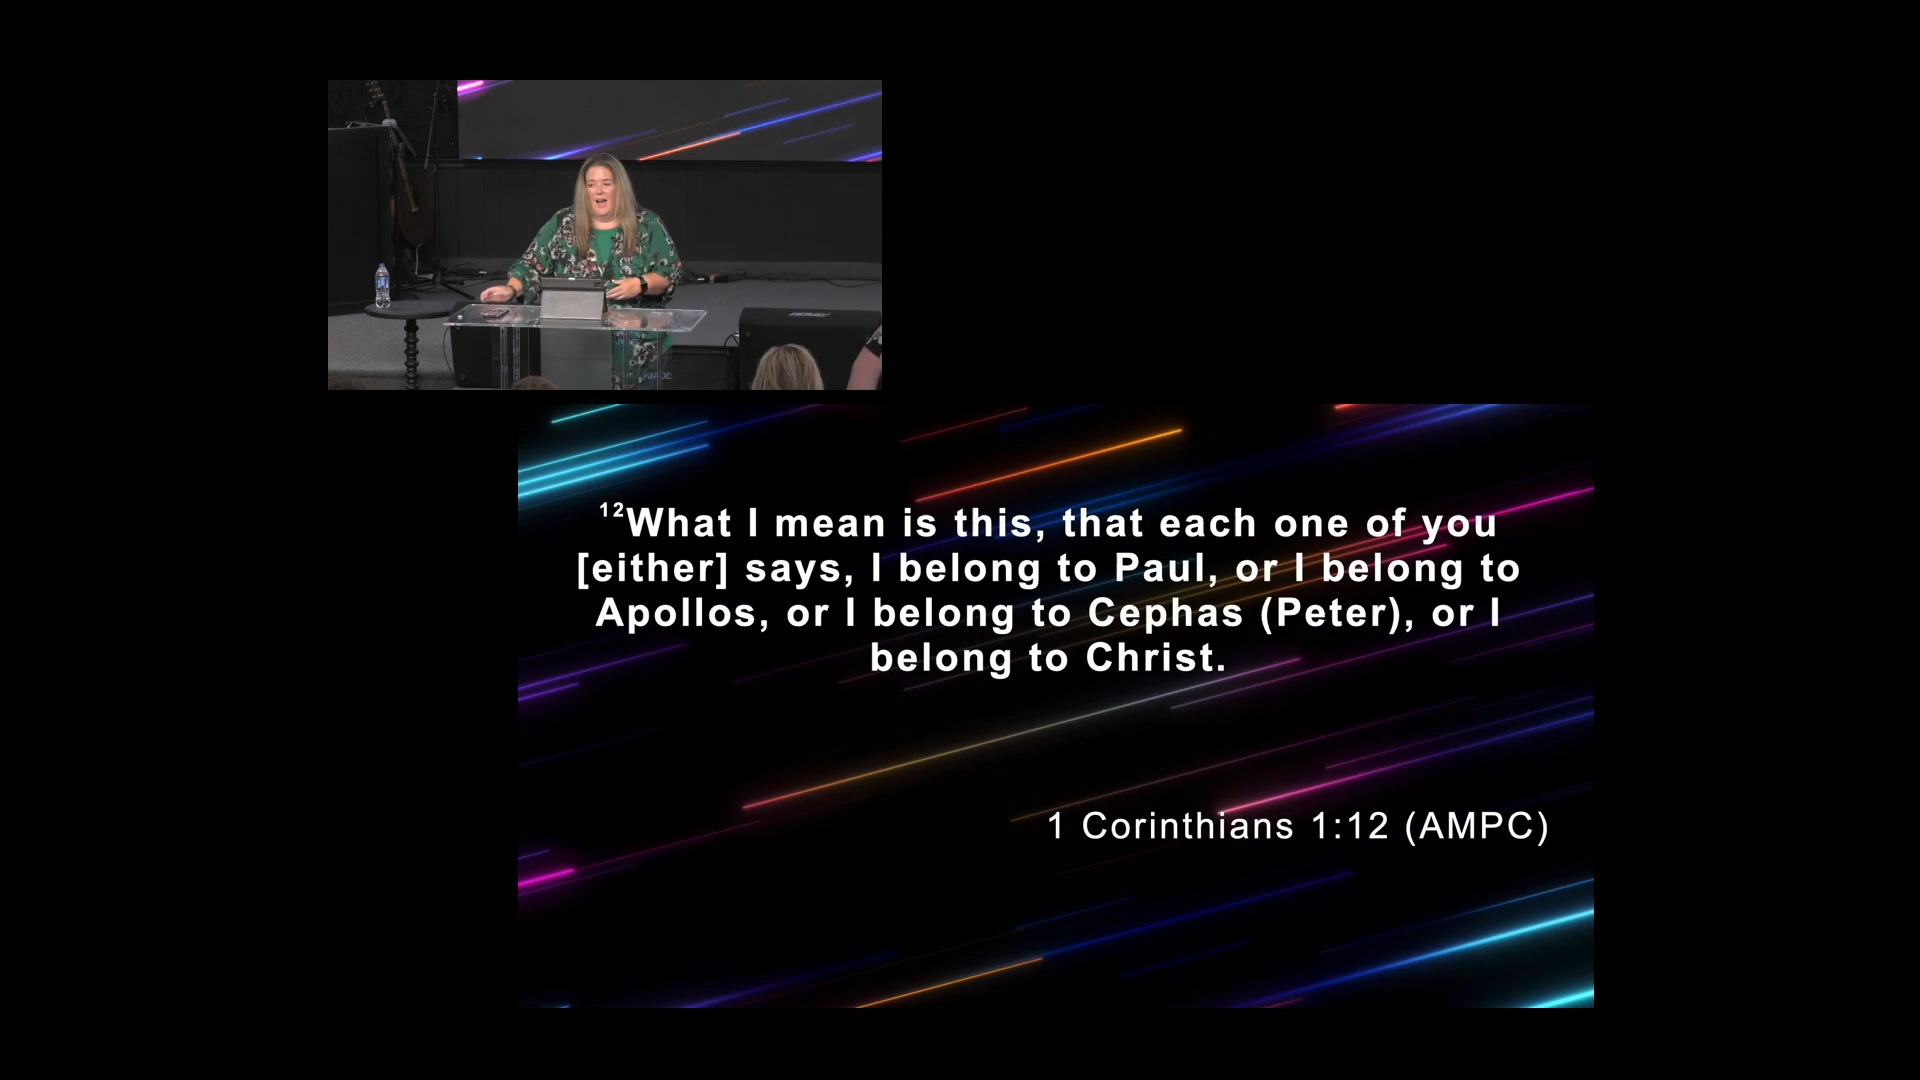 ¹²What I mean is this, that each one of you
[either] says, I belong to Paul, or I belong to
Apollos, or I belong to Cephas (Peter), or I
belong to Christ.
1 Corinthians 1:12 (AMPC)